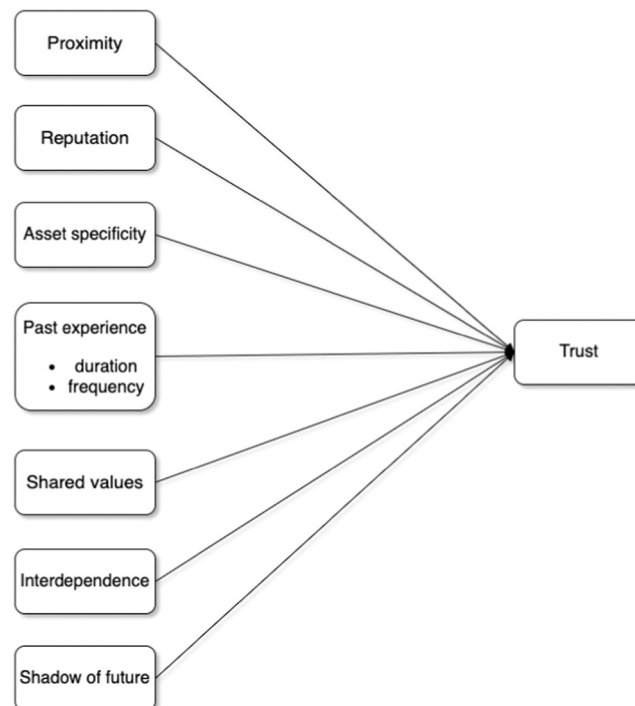 Proximity
Reputation
Asset specificity
Past experience
• duration
• frequency
Shared values
Interdependence
Shadow of future
Trust